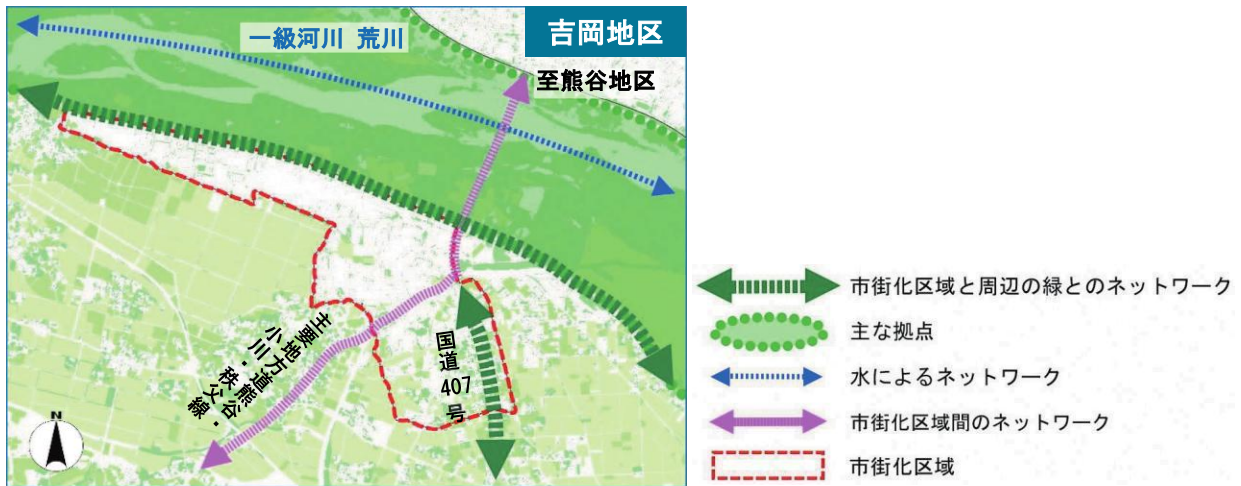 吉岡地区
一級河川 荒川
至熊谷地区
主要地方道熊谷・
小川・秩父線
国道
407
号
N
市街化区域と周辺の緑とのネットワーク
主な拠点
水によるネットワーク
市街化区域間のネットワーク
市街化区域